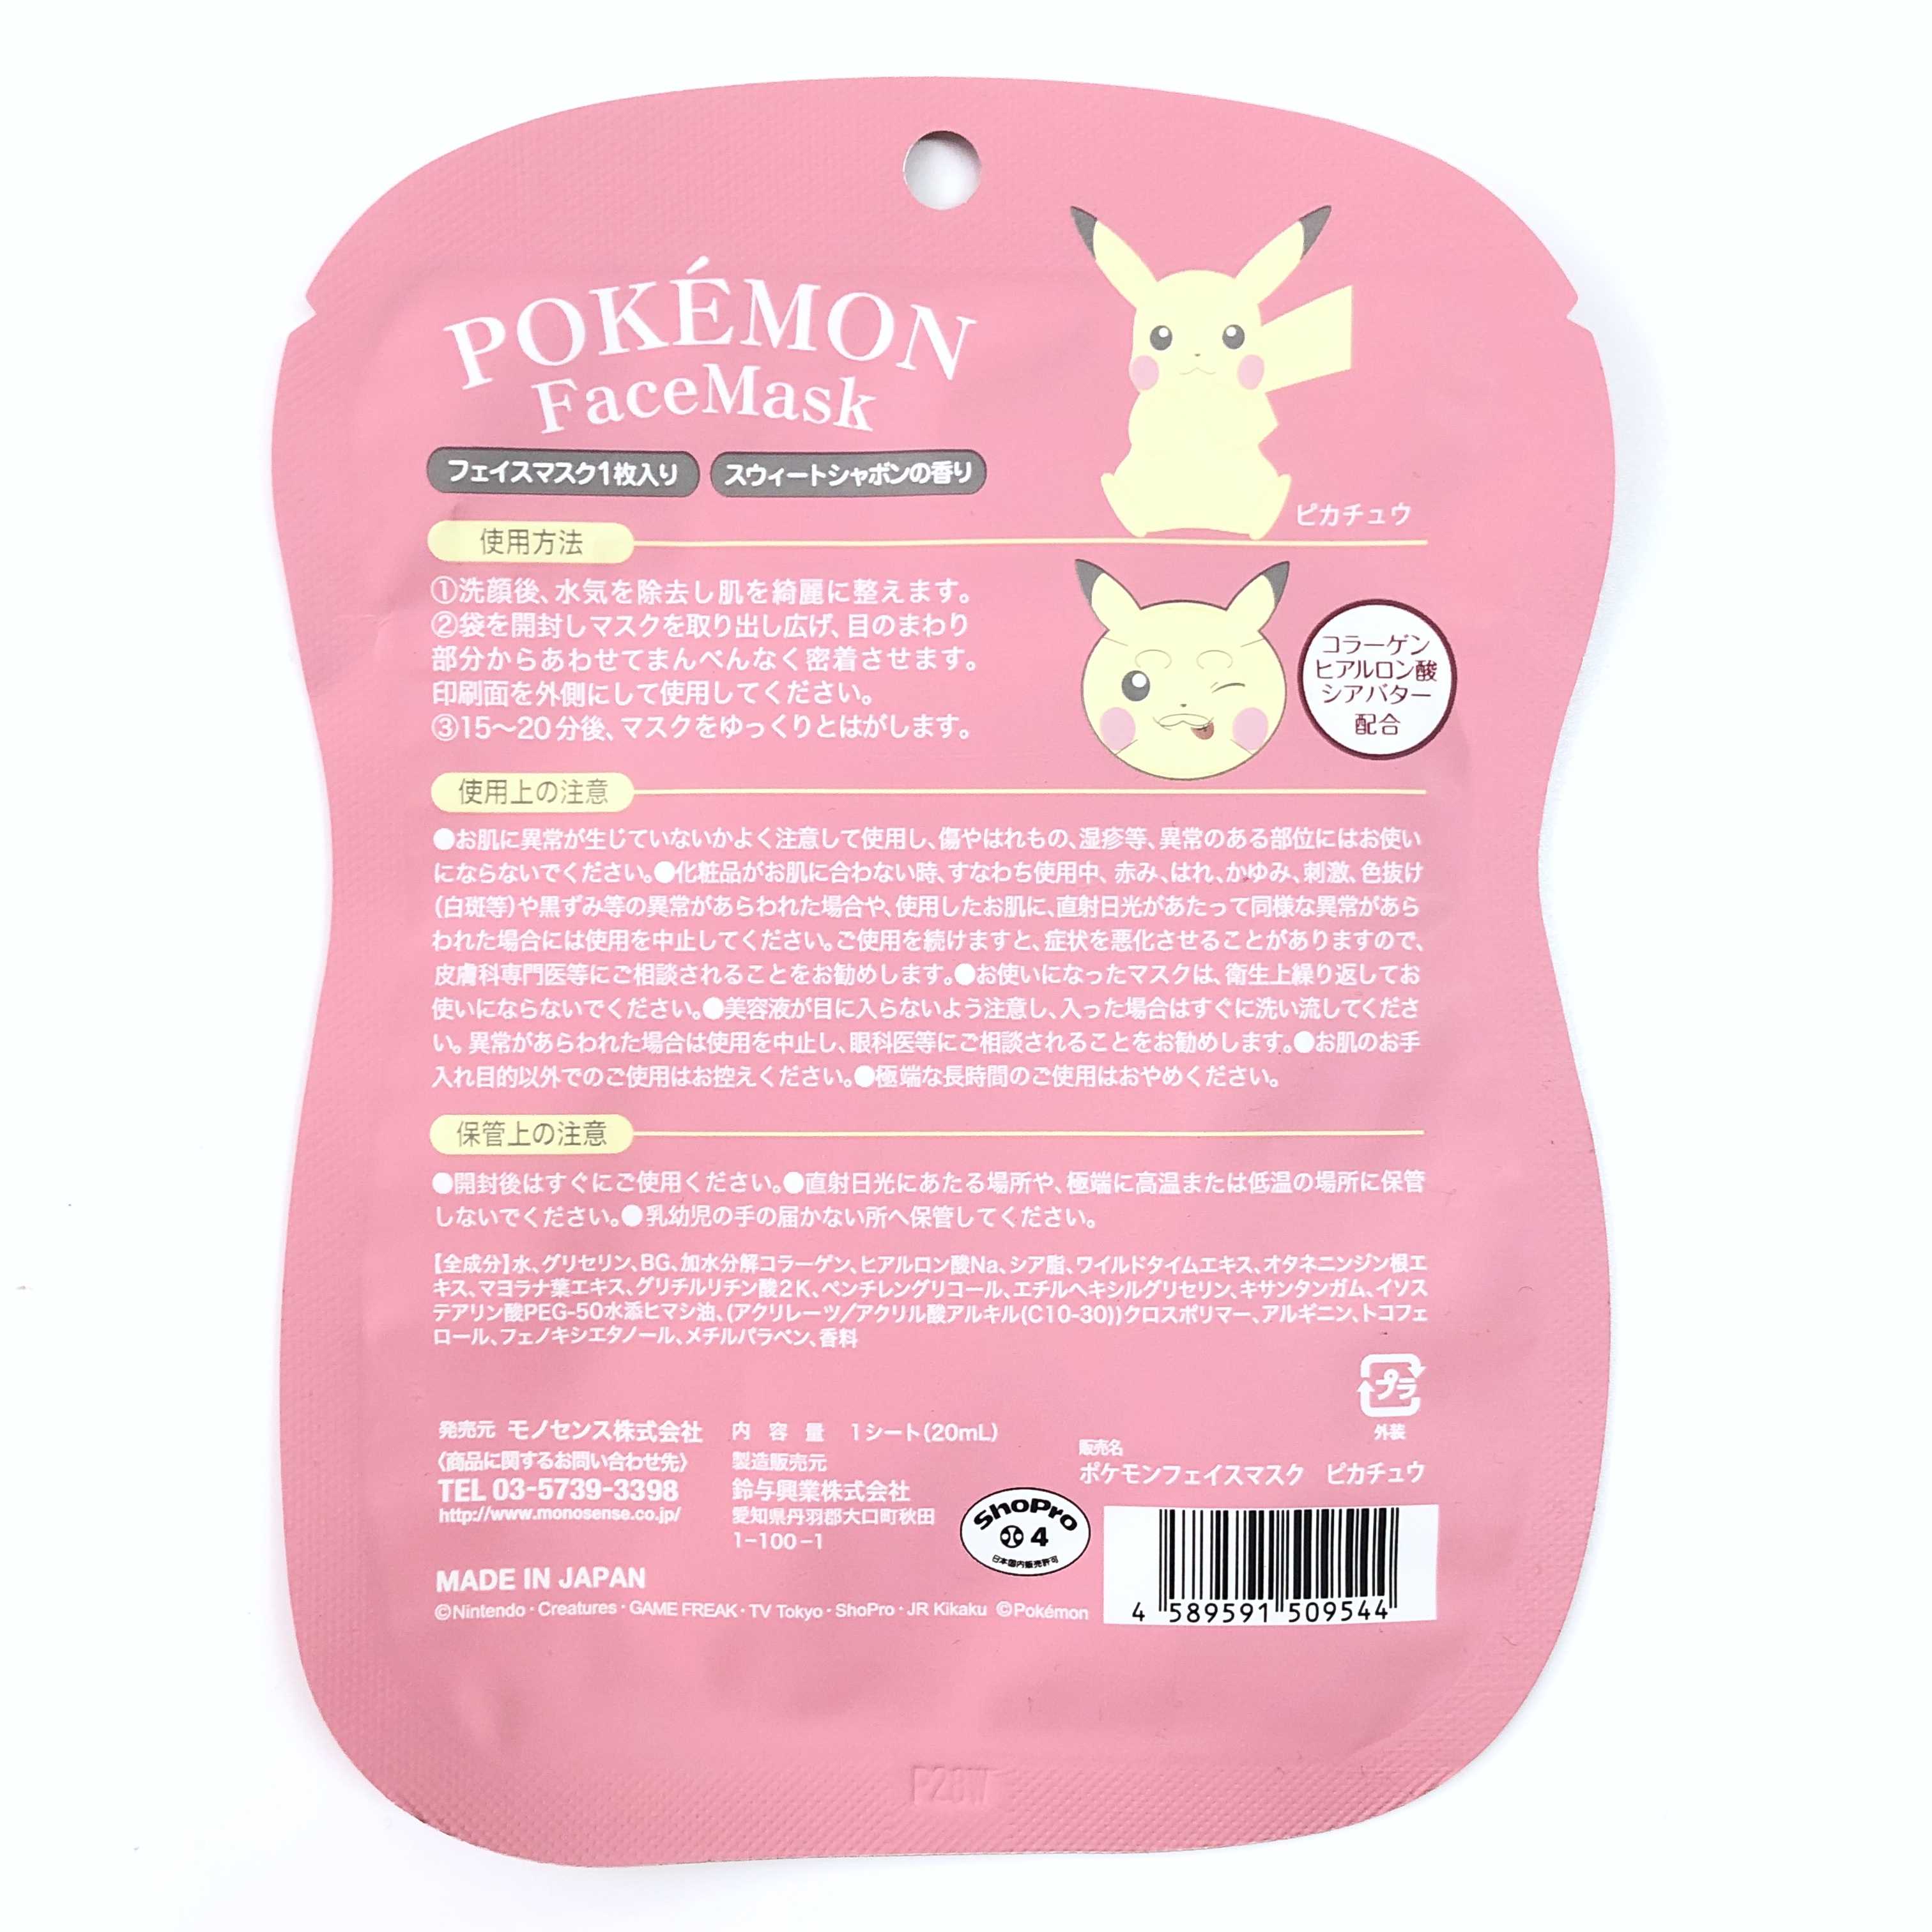 POKÉMON
FaceMask
フェイスマスク1枚入り
スウィートシャボンの香り
ピカチュウ
使用方法
①洗顔後、水気を除去し肌を綺麗に整えます。
②袋を開封しマスクを取り出し広げ、目のまわり
部分からあわせてまんべんなく密着させます。
印刷面を外側にして使用してください。
③15〜20分後、マスクをゆっくりとはがします。
コラーゲン
ヒアルロン酸
シアバター
配合
使用上の注意
●お肌に異常が生じていないかよく注意して使用し、傷やはれもの、湿疹等、異常のある部位にはお使い
にならないでください。●化粧品がお肌に合わない時、すなわち使用中、赤み、はれ、かゆみ、刺激、色抜け
(白斑等)や黒ずみ等の異常があらわれた場合や、使用したお肌に、直射日光があたって同様な異常があら
われた場合には使用を中止してください。ご使用を続けますと、症状を悪化させることがありますので、
皮膚科専門医等にご相談されることをお勧めします。●お使いになったマスクは、衛生上繰り返してお
使いにならないでください。●美容液が目に入らないよう注意し、入った場合はすぐに洗い流してくださ
い。異常があらわれた場合は使用を中止し、眼科医等にご相談されることをお勧めします。●お肌のお手
入れ目的以外でのご使用はお控えください。●極端な長時間のご使用はおやめください。
保管上の注意
●開封後はすぐにご使用ください。●直射日光にあたる場所や、極端に高温または低温の場所に保管
しないでください。●乳幼児の手の届かない所へ保管してください。
【全成分】水、グリセリン、BG、加水分解コラーゲン、ヒアルロン酸Na、シア脂、ワイルドタイムエキス、オタネニンジン根エ
キス、マヨラナ葉エキス、グリチルリチン酸2K、ペンチレングリコール、エチルヘキシルグリセリン、キサンタンガム、イソス
テアリン酸PEG-50水添ヒマシ油、(アクリレーツ/アクリル酸アルキル(C10-30))クロスポリマー、アルギニン、トコフェ
ロール、フェノキシエタノール、メチルパラベン、香料
プラ
外装
発売元 モノセンス株式会社
〈商品に関するお問い合わせ先〉
TEL 03-5739-3398
http://www.monosense.co.jp/
内容量 1シート(20mL)
製造販売元
鈴与興業株式会社
愛知県丹羽郡大口町秋田
1-100-1
販売名
ポケモンフェイスマスク ピカチュウ
ShoPro
4
日本国内販売許可
MADE IN JAPAN
©Nintendo・Creatures・GAME FREAK・TV Tokyo・ShoPro・JR Kikaku ©Pokémon
4 589591 509544
P28W